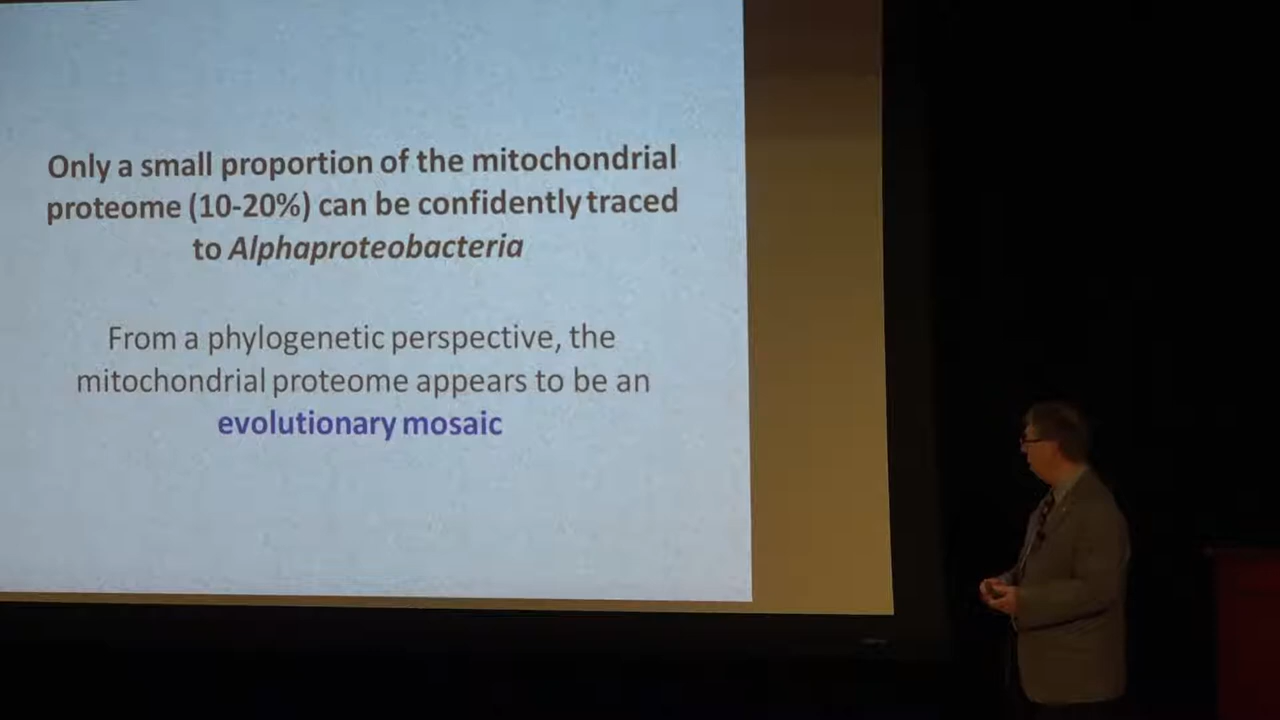 Only a small proportion of the mitochondrial
proteome (10-20%) can be confidently traced
to Alphaproteobacteria
From a phylogenetic perspective, the
mitochondrial proteome appears to be an
evolutionary mosaic